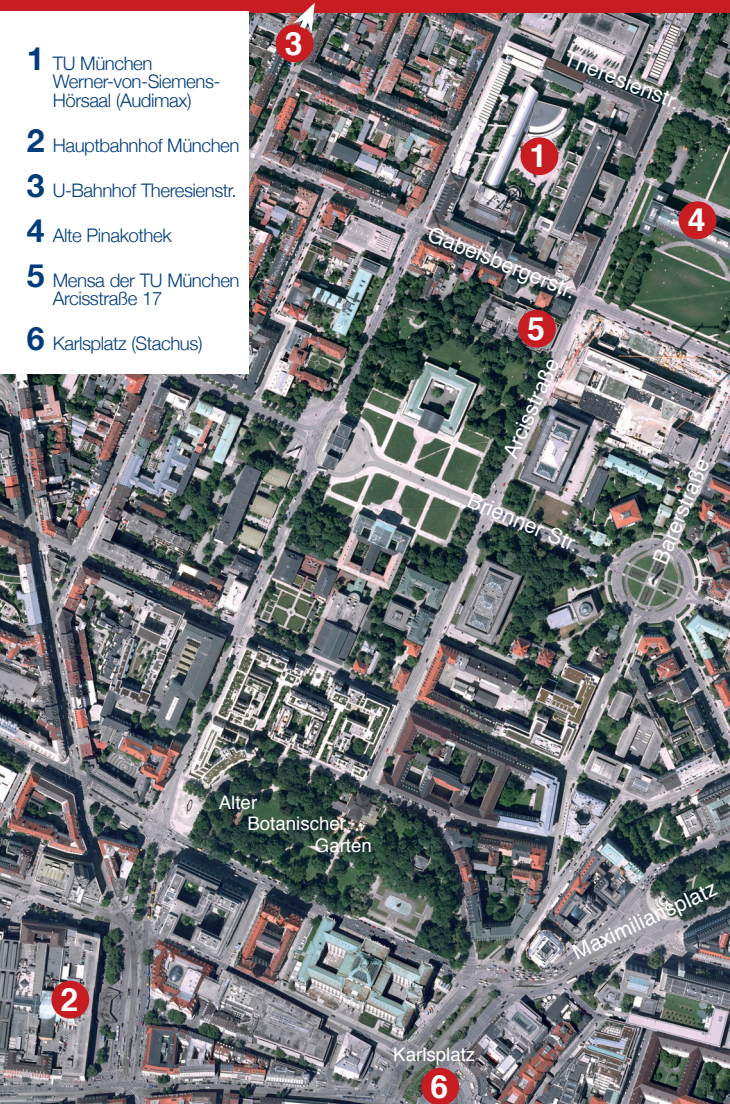 1 TU München
Werner-von-Siemens-
Hörsaal (Audimax)
2 Hauptbahnhof München
3 U-Bahnhof Theresienstr.
4 Alte Pinakothek
5 Mensa der TU München
Arcisstraße 17
6 Karlsplatz (Stachus)
3
Theresienstr.
1
4
Gabelsbergerstr.
5
Arcisstraße
Brienner Str.
Barerstraße
Alter
Botanischer
Garten
Maximiliansplatz
2
Karlsplatz
6